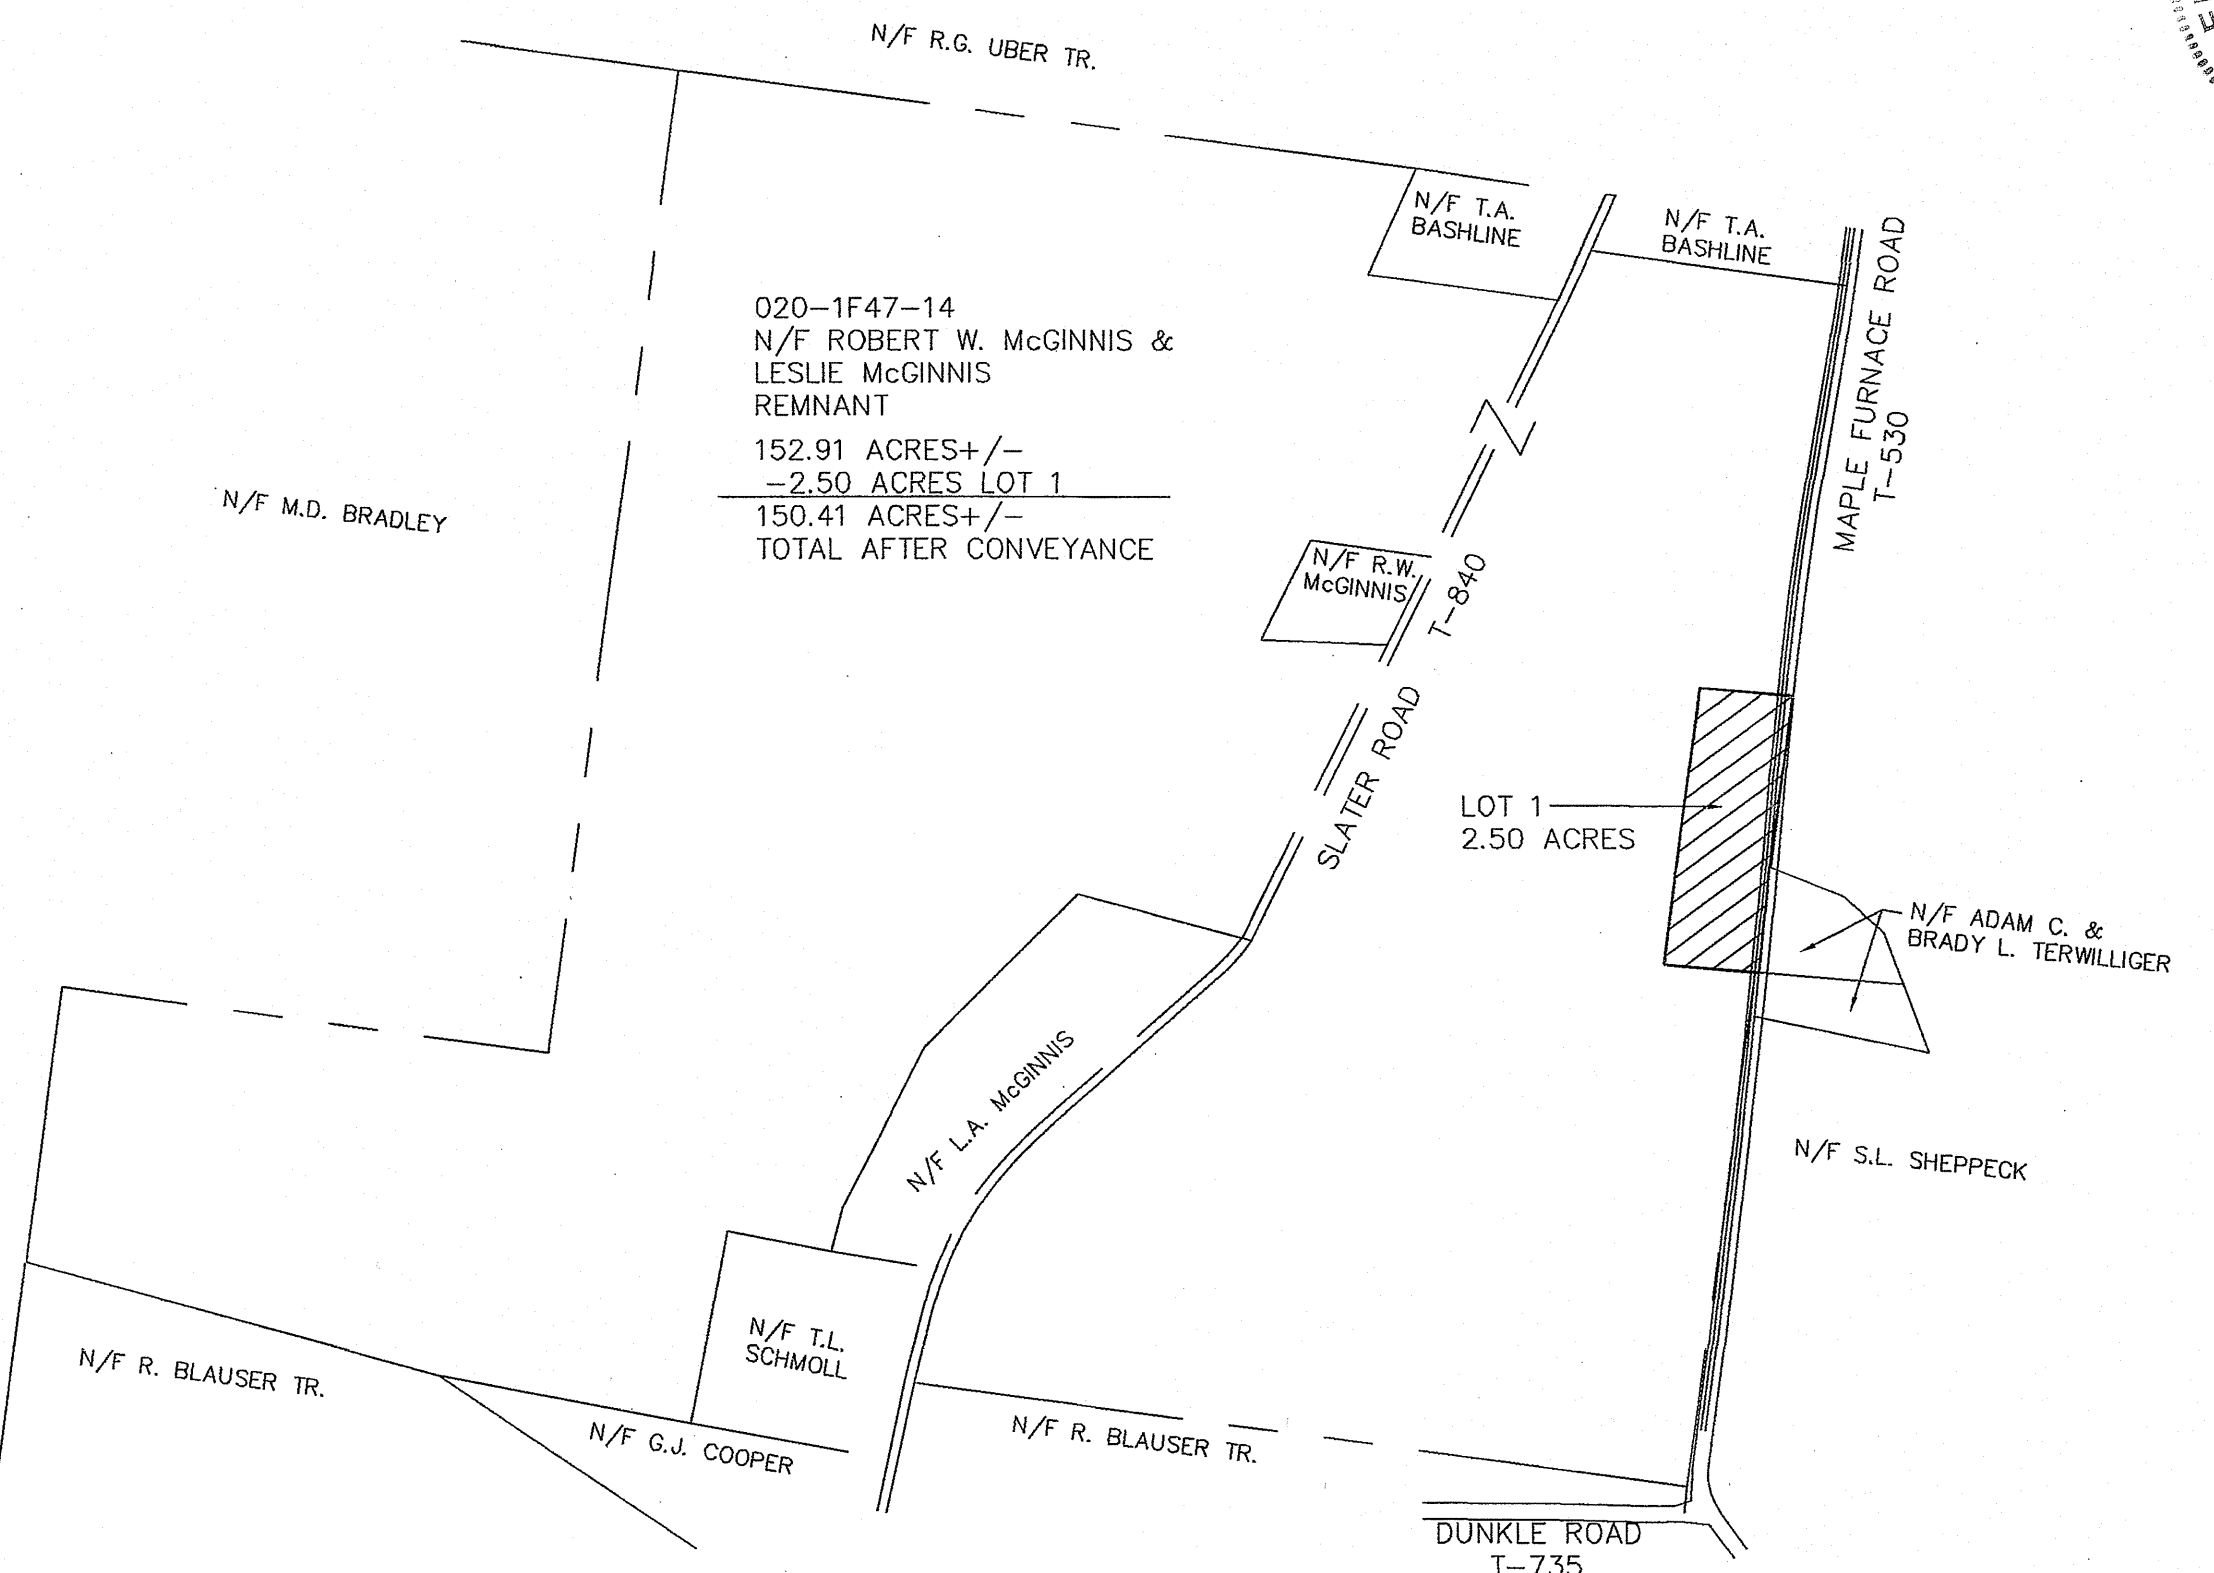 N/F R.G. UBER TR.
N/F T.A.
BASHLINE
N/F T.A.
BASHLINE
MAPLE FURNACE ROAD
T-530
020-1F47-14
N/F ROBERT W. McGINNIS &
LESLIE McGINNIS
REMNANT
152.91 ACRES+/-
-2.50 ACRES LOT 1
150.41 ACRES+/-
TOTAL AFTER CONVEYANCE
N/F M.D. BRADLEY
N/F R.W.
McGINNIS
SLATER ROAD T-840
LOT 1
2.50 ACRES
N/F ADAM C. &
BRADY L. TERWILLIGER
N/F L.A. McGINNIS
N/F S.L. SHEPPECK
N/F T.L.
SCHMOLL
N/F R. BLAUSER TR.
N/F G.J. COOPER
N/F R. BLAUSER TR.
DUNKLE ROAD
T-735